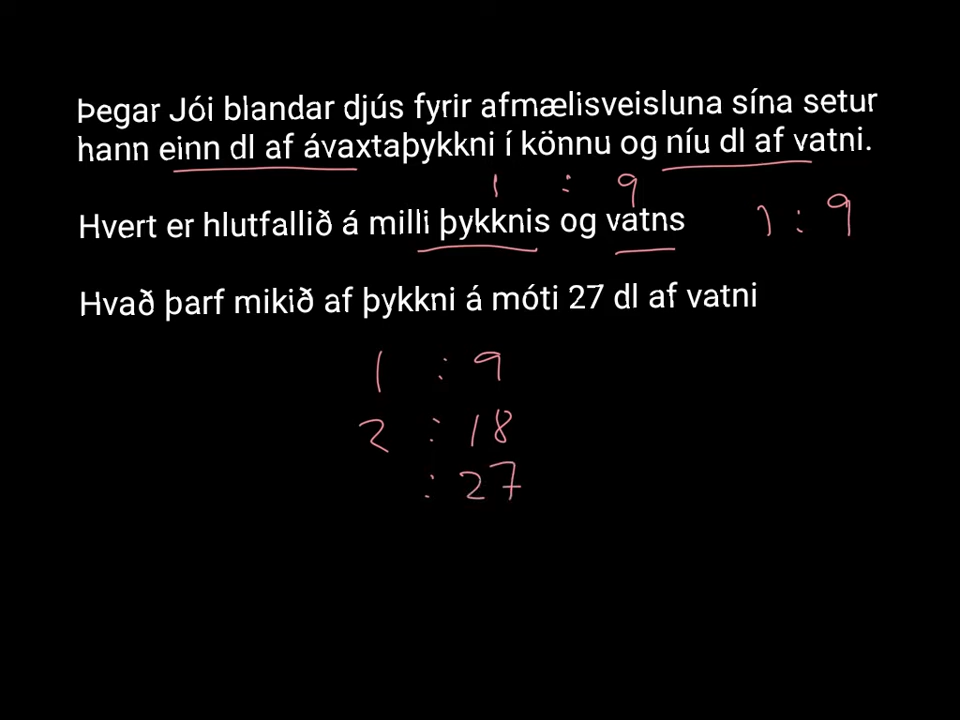 Þegar Jói blandar djús fyrir afmælisveisluna sína setur
hann einn dl af ávaxtaþykkni í könnu og níu dl af vatni.
1 : 9
Hvert er hlutfallið á milli þykknis og vatns 1 : 9
Hvað þarf mikið af þykkni á móti 27 dl af vatni
1 : 9
2 : 18
: 27